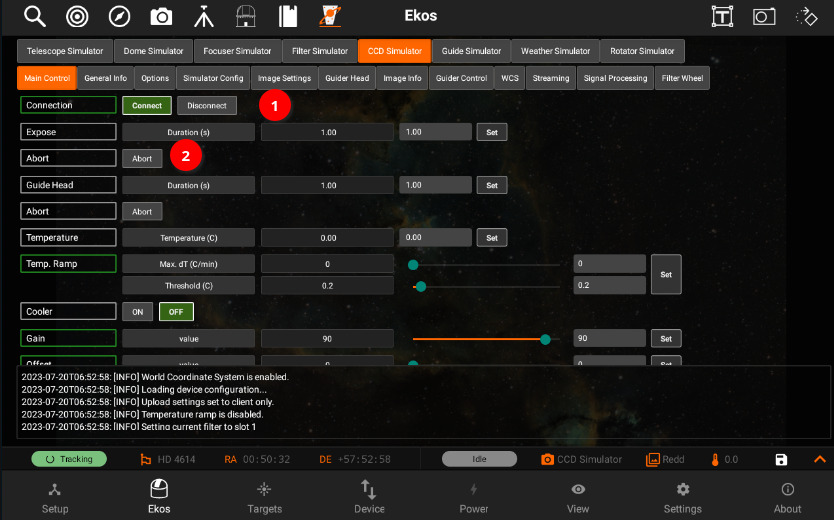 Ekos
T
Telescope Simulator Dome Simulator Focuser Simulator Filter Simulator CCD Simulator Guide Simulator Weather Simulator Rotator Simulator
Main Control General Info Options Simulator Config Image Settings Guider Head Image Info Guider Control WCS Streaming Signal Processing Filter Wheel
Connection Connect Disconnect 1
Expose Duration (s) 1.00 1.00 Set
Abort Abort 2
Guide Head Duration (s) 1.00 1.00 Set
Abort Abort
Temperature Temperature (C) 0.00 0.00 Set
Temp. Ramp Max. dT (C/min) 0 0 Set
Threshold (C) 0.2 0.2
Cooler ON OFF
Gain value 90 90 Set
Offset value 0 0 Set
2023-07-20T06:52:58: [INFO] World Coordinate System is enabled.
2023-07-20T06:52:58: [INFO] Loading device configuration...
2023-07-20T06:52:58: [INFO] Upload settings set to client only.
2023-07-20T06:52:58: [INFO] Temperature ramp is disabled.
2023-07-20T06:52:58: [INFO] Setting current filter to slot 1
Tracking HD 4614 RA 00:50:32 DE +57:52:58 Idle CCD Simulator Redd 0.0
Setup Ekos Targets Device Power View Settings About